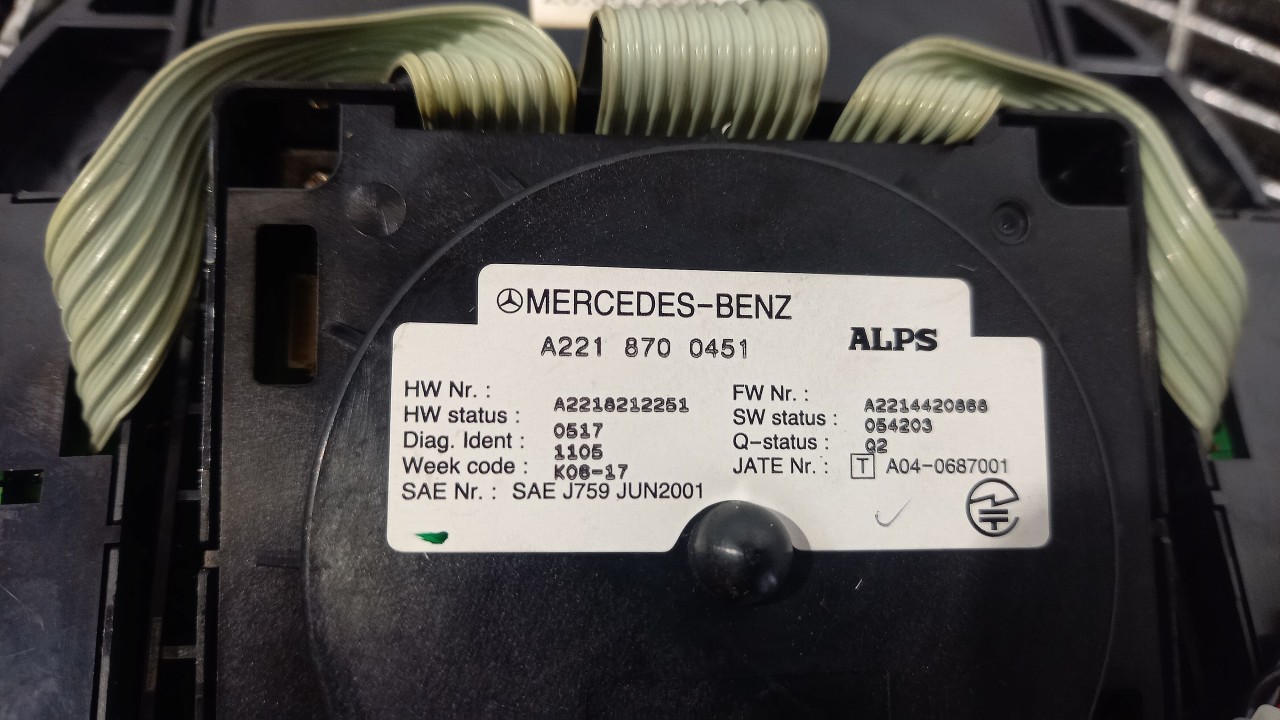 MERCEDES-BENZ
A221 870 0451
ALPS
HW Nr. : A2218212251
HW status : 0517
Diag. Ident : 1105
Week code : K06-17
SAE Nr. : SAE J759 JUN2001
FW Nr. : A2214420868
SW status : 054203
Q-status : Q2
JATE Nr. : T A04-0687001